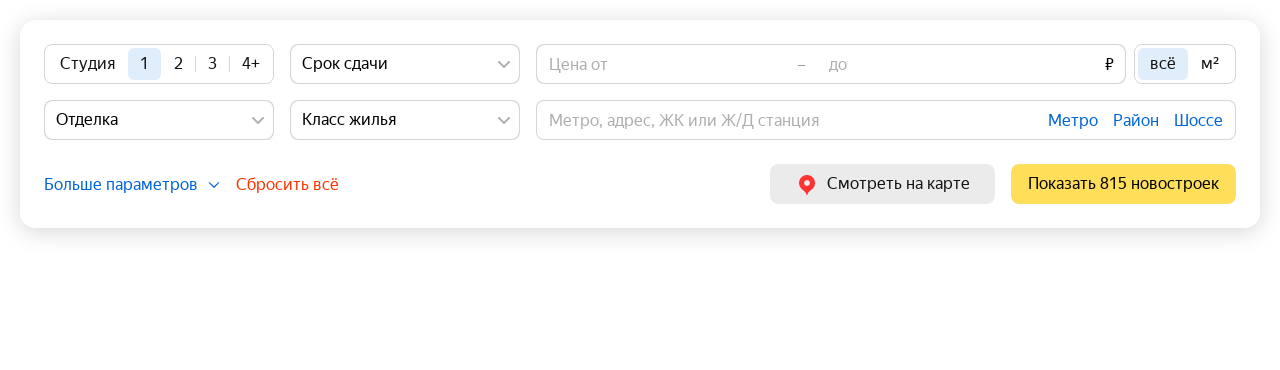 Студия 1 2 3 4+ Срок сдачи Цена от – до ₽ всё м²
Отделка Класс жилья Метро, адрес, ЖК или Ж/Д станция Метро Район Шоссе
Больше параметров Сбросить всё Смотреть на карте Показать 815 новостроек